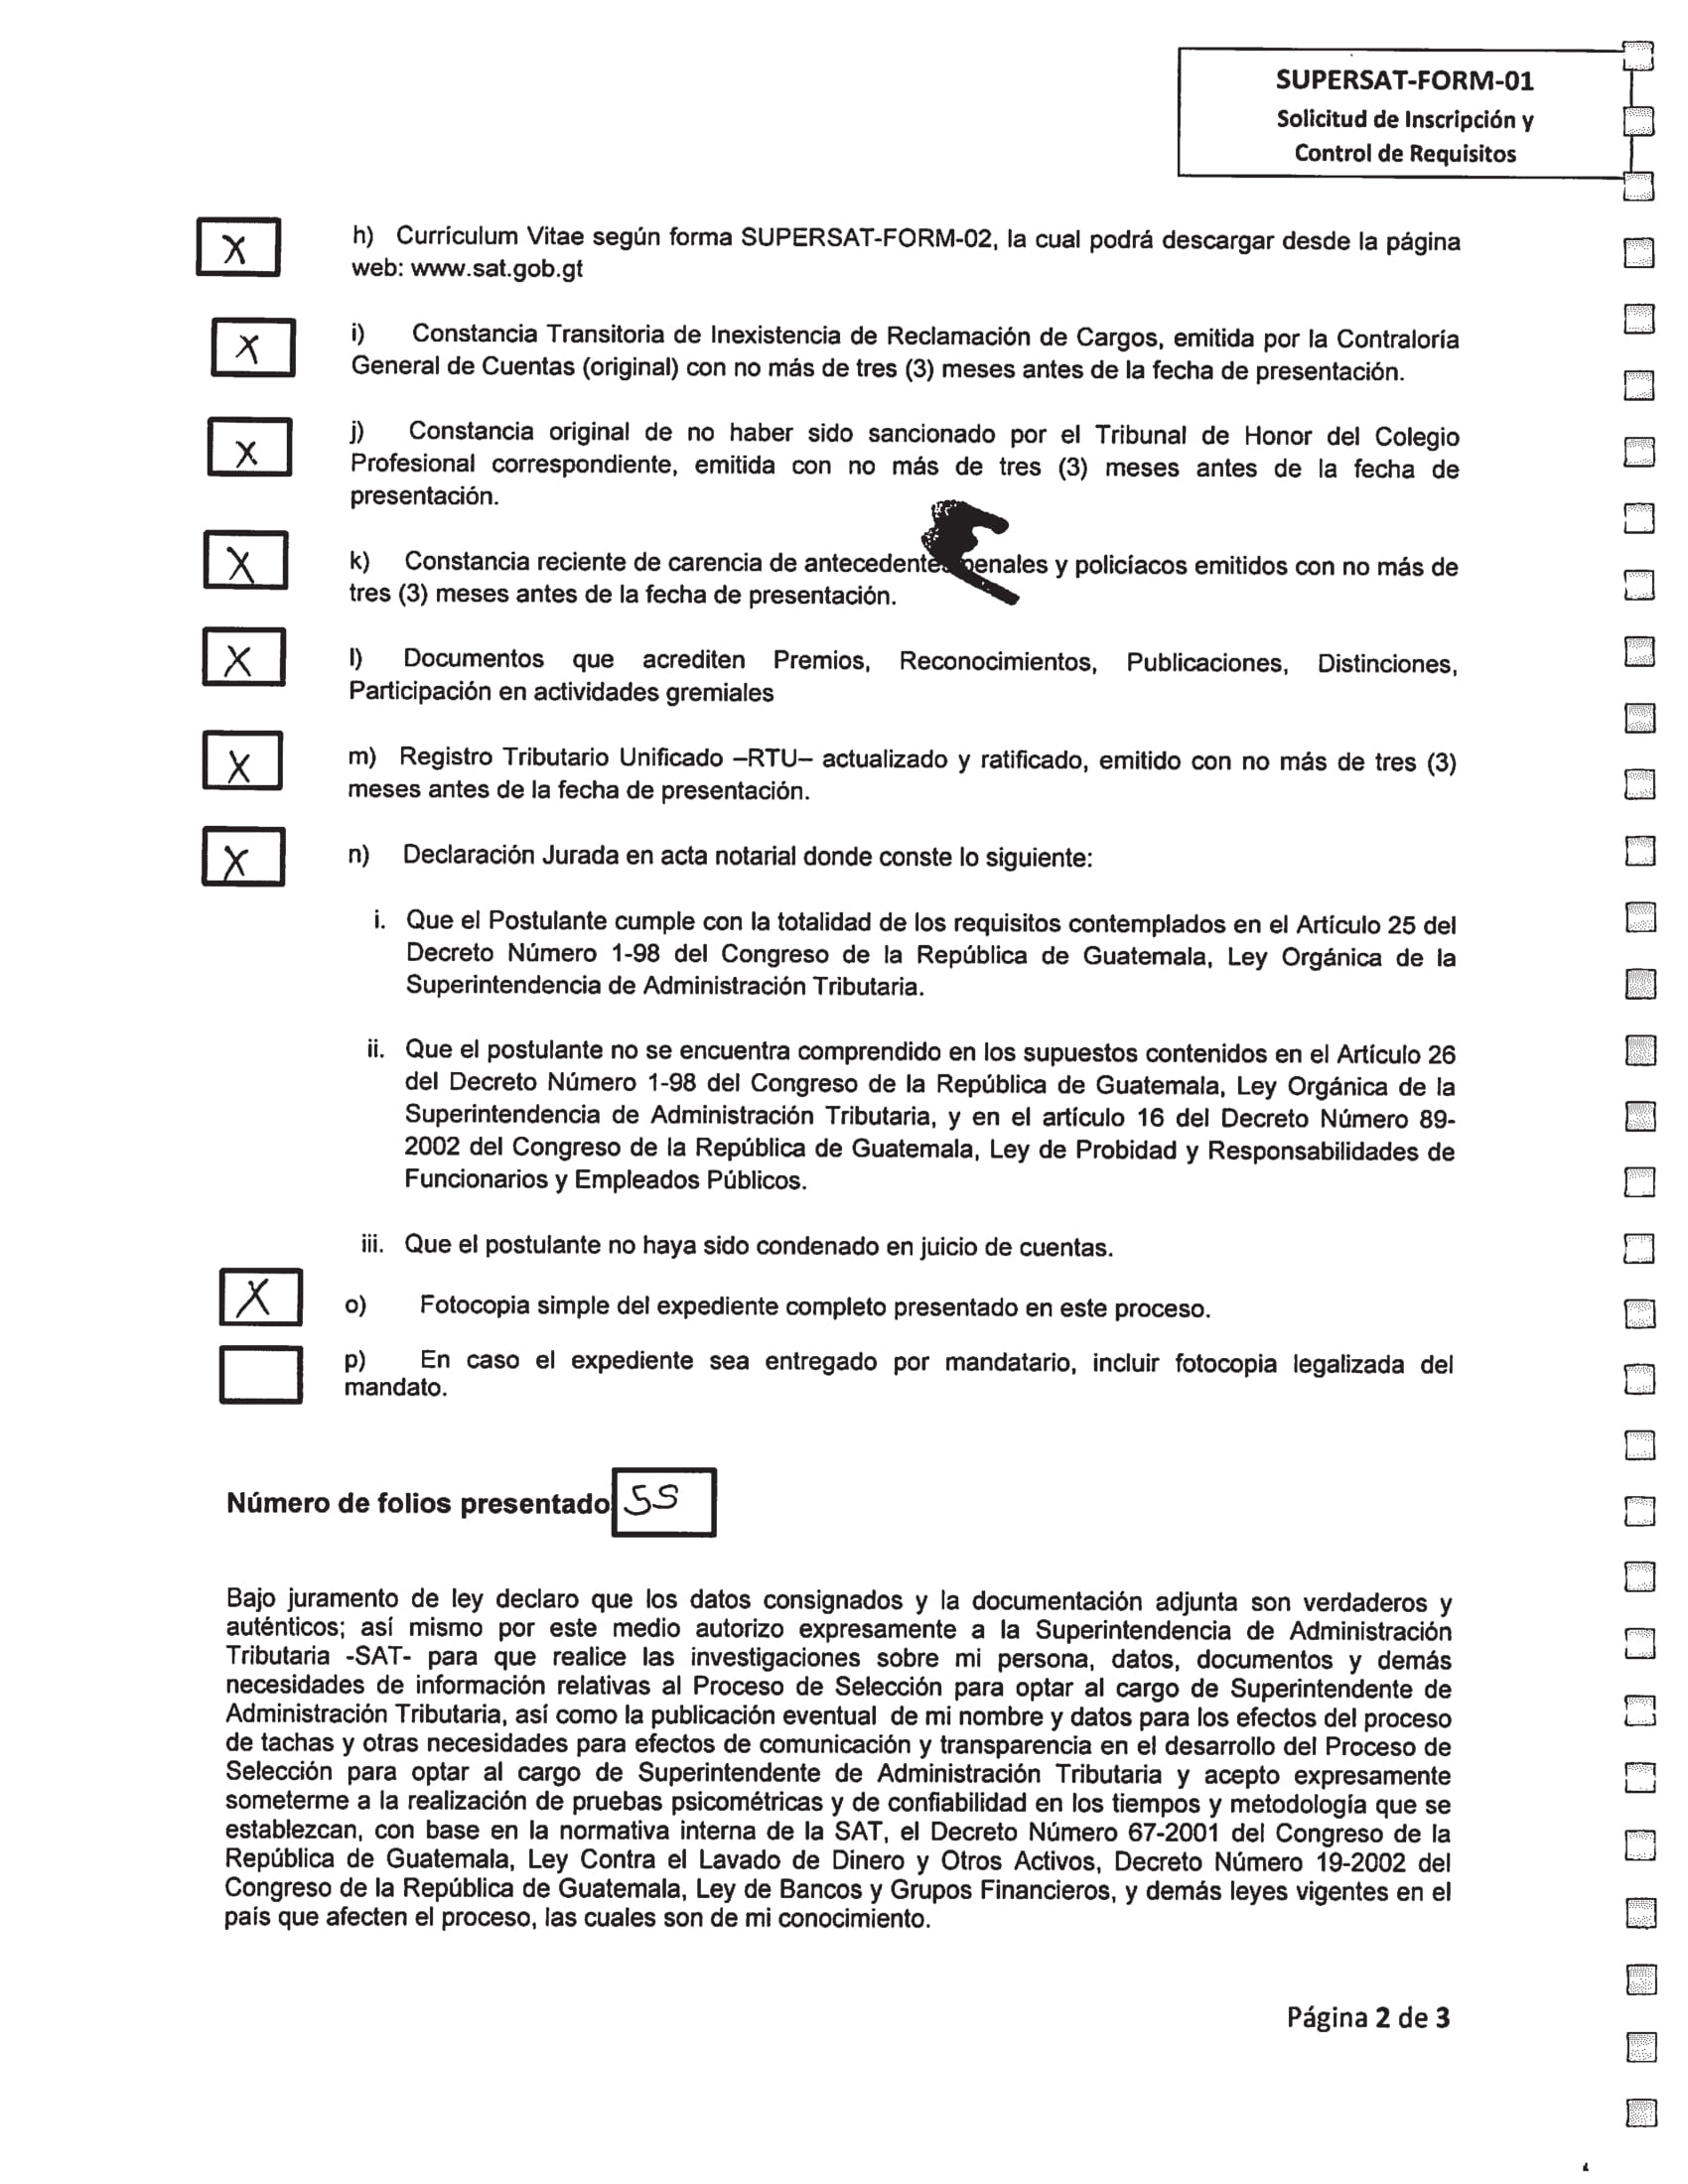 SUPERSAT-FORM-01
Solicitud de Inscripción y
Control de Requisitos
X
h) Currículum Vitae según forma SUPERSAT-FORM-02, la cual podrá descargar desde la página
web: www.sat.gob.gt
X
i) Constancia Transitoria de Inexistencia de Reclamación de Cargos, emitida por la Contraloría
General de Cuentas (original) con no más de tres (3) meses antes de la fecha de presentación.
X
j) Constancia original de no haber sido sancionado por el Tribunal de Honor del Colegio
Profesional correspondiente, emitida con no más de tres (3) meses antes de la fecha de
presentación.
X
k) Constancia reciente de carencia de antecedentes penales y policíacos emitidos con no más de
tres (3) meses antes de la fecha de presentación.
X
l) Documentos que acrediten Premios, Reconocimientos, Publicaciones, Distinciones,
Participación en actividades gremiales
X
m) Registro Tributario Unificado –RTU– actualizado y ratificado, emitido con no más de tres (3)
meses antes de la fecha de presentación.
X
n) Declaración Jurada en acta notarial donde conste lo siguiente:
i. Que el Postulante cumple con la totalidad de los requisitos contemplados en el Artículo 25 del
Decreto Número 1-98 del Congreso de la República de Guatemala, Ley Orgánica de la
Superintendencia de Administración Tributaria.
ii. Que el postulante no se encuentra comprendido en los supuestos contenidos en el Artículo 26
del Decreto Número 1-98 del Congreso de la República de Guatemala, Ley Orgánica de la
Superintendencia de Administración Tributaria, y en el artículo 16 del Decreto Número 89-
2002 del Congreso de la República de Guatemala, Ley de Probidad y Responsabilidades de
Funcionarios y Empleados Públicos.
iii. Que el postulante no haya sido condenado en juicio de cuentas.
X
o) Fotocopia simple del expediente completo presentado en este proceso.
p) En caso el expediente sea entregado por mandatario, incluir fotocopia legalizada del
mandato.
Número de folios presentado 55
Bajo juramento de ley declaro que los datos consignados y la documentación adjunta son verdaderos y
auténticos; así mismo por este medio autorizo expresamente a la Superintendencia de Administración
Tributaria -SAT- para que realice las investigaciones sobre mi persona, datos, documentos y demás
necesidades de información relativas al Proceso de Selección para optar al cargo de Superintendente de
Administración Tributaria, así como la publicación eventual de mi nombre y datos para los efectos del proceso
de tachas y otras necesidades para efectos de comunicación y transparencia en el desarrollo del Proceso de
Selección para optar al cargo de Superintendente de Administración Tributaria y acepto expresamente
someterme a la realización de pruebas psicométricas y de confiabilidad en los tiempos y metodología que se
establezcan, con base en la normativa interna de la SAT, el Decreto Número 67-2001 del Congreso de la
República de Guatemala, Ley Contra el Lavado de Dinero y Otros Activos, Decreto Número 19-2002 del
Congreso de la República de Guatemala, Ley de Bancos y Grupos Financieros, y demás leyes vigentes en el
país que afecten el proceso, las cuales son de mi conocimiento.
Página 2 de 3